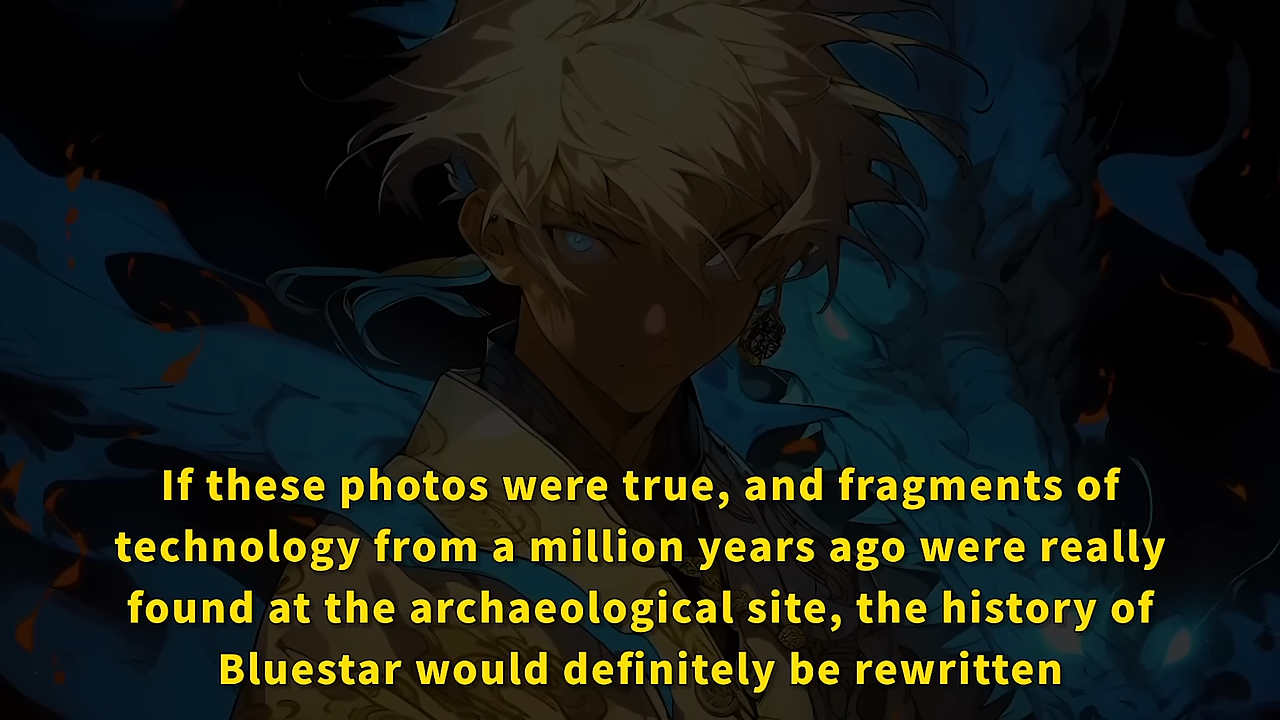 If these photos were true, and fragments of
technology from a million years ago were really
found at the archaeological site, the history of
Bluestar would definitely be rewritten